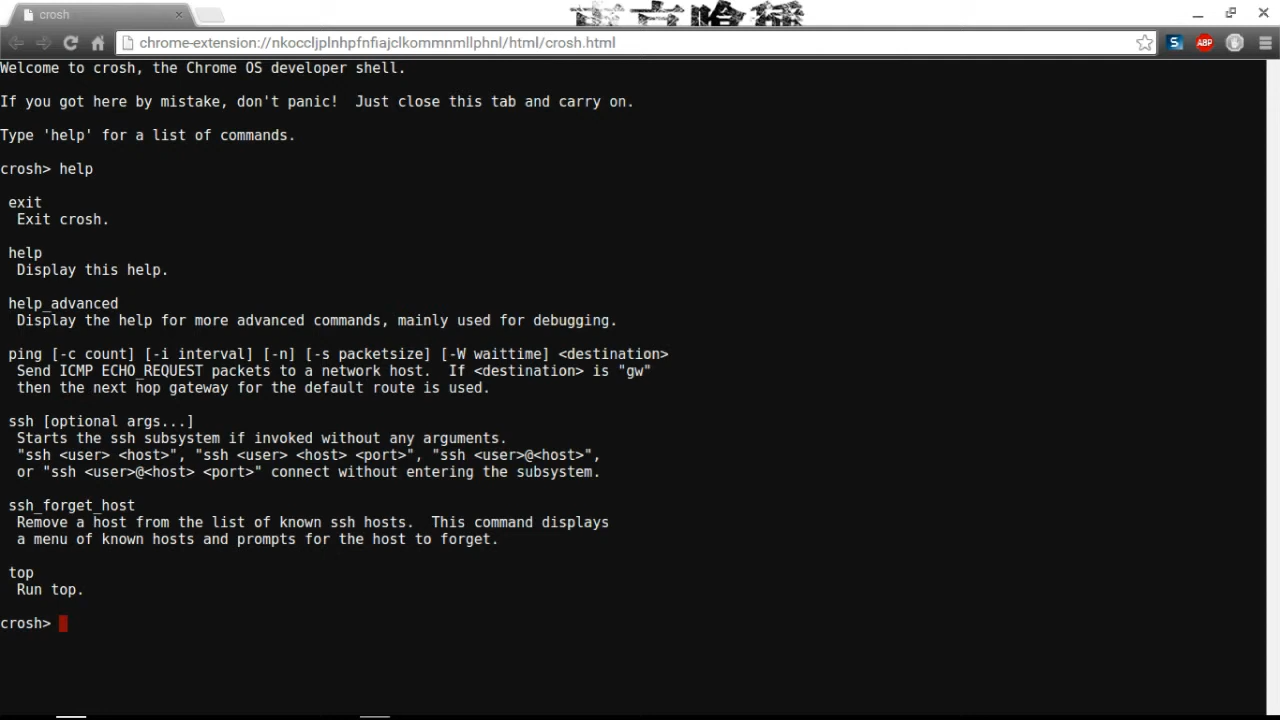 crosh
東京喰種
chrome-extension://nkoccljplnhpfnfiajclkommnmllphnl/html/crosh.html
S
ABP
Welcome to crosh, the Chrome OS developer shell.
If you got here by mistake, don't panic!  Just close this tab and carry on.
Type 'help' for a list of commands.
crosh> help
exit
Exit crosh.
help
Display this help.
help_advanced
Display the help for more advanced commands, mainly used for debugging.
ping [-c count] [-i interval] [-n] [-s packetsize] [-W waittime] <destination>
Send ICMP ECHO_REQUEST packets to a network host.  If <destination> is "gw"
then the next hop gateway for the default route is used.
ssh [optional args...]
Starts the ssh subsystem if invoked without any arguments.
"ssh <user> <host>", "ssh <user> <host> <port>", "ssh <user>@<host>",
or "ssh <user>@<host> <port>" connect without entering the subsystem.
ssh_forget_host
Remove a host from the list of known ssh hosts.  This command displays
a menu of known hosts and prompts for the host to forget.
top
Run top.
crosh>